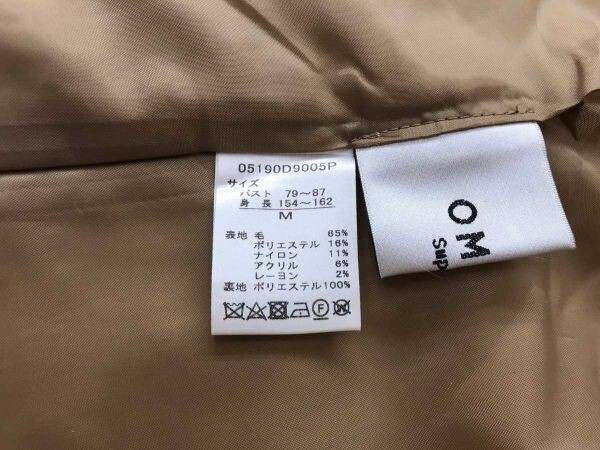 05190D9005P
サイズ
バスト 79～87
身長 154～162
M
表地 毛 65%
ポリエステル 16%
ナイロン 11%
アクリル 6%
レーヨン 2%
裏地 ポリエステル100%
OM
Sup